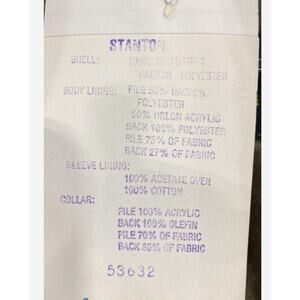 STANTON
SHELL: 100% TEXTURIZED
DACRON POLYESTER
BODY LINING: PILE 50% DACRON
POLYESTER
50% ORLON ACRYLIC
BACK 100% POLYESTER
PILE 73% OF FABRIC
BACK 27% OF FABRIC
SLEEVE LINING:
100% ACETATE OVER
100% COTTON
COLLAR:
PILE 100% ACRYLIC
BACK 100% OLEFIN
PILE 70% OF FABRIC
BACK 30% OF FABRIC
53632